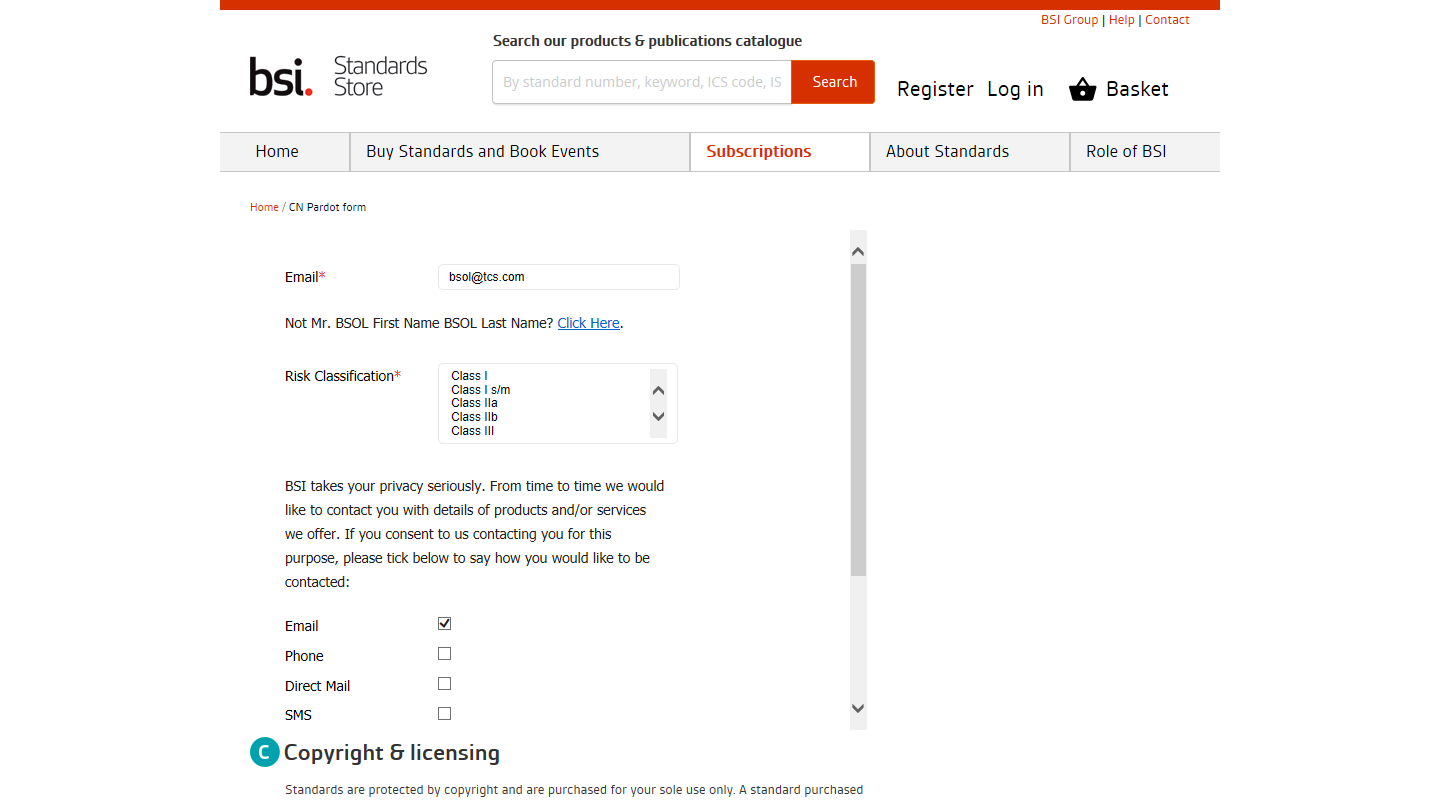 BSI Group | Help | Contact
Search our products & publications catalogue
bsi. Standards Store
By standard number, keyword, ICS code, IS
Search
Register Log in Basket
Home Buy Standards and Book Events Subscriptions About Standards Role of BSI
Home / CN Pardot form
Email* bsol@tcs.com
Not Mr. BSOL First Name BSOL Last Name? Click Here.
Risk Classification*
Class I
Class I s/m
Class IIa
Class IIb
Class III
BSI takes your privacy seriously. From time to time we would
like to contact you with details of products and/or services
we offer. If you consent to us contacting you for this
purpose, please tick below to say how you would like to be
contacted:
Email
Phone
Direct Mail
SMS
C Copyright & licensing
Standards are protected by copyright and are purchased for your sole use only. A standard purchased